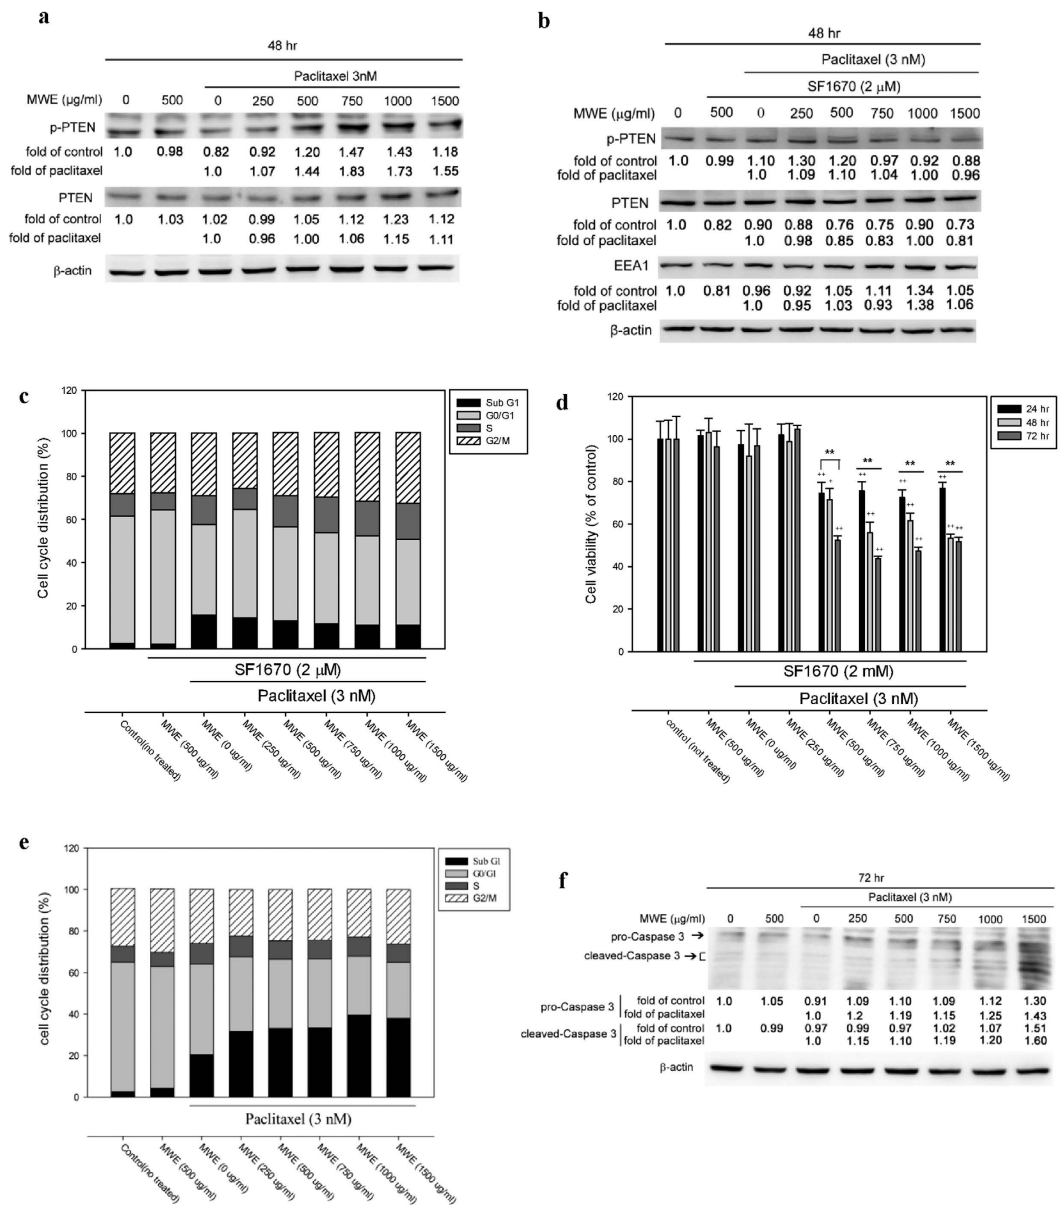 a
48 hr
Paclitaxel 3nM
MWE (μg/ml) 0 500 0 250 500 750 1000 1500
p-PTEN
fold of control 1.0 0.98 0.82 0.92 1.20 1.47 1.43 1.18
fold of paclitaxel 1.0 1.07 1.44 1.83 1.73 1.55
PTEN
fold of control 1.0 1.03 1.02 0.99 1.05 1.12 1.23 1.12
fold of paclitaxel 1.0 0.96 1.00 1.06 1.15 1.11
β-actin
b
48 hr
Paclitaxel (3 nM)
SF1670 (2 μM)
MWE (μg/ml) 0 500 0 250 500 750 1000 1500
p-PTEN
fold of control 1.0 0.99 1.10 1.30 1.20 0.97 0.92 0.88
fold of paclitaxel 1.0 1.09 1.10 1.04 1.00 0.96
PTEN
fold of control 1.0 0.82 0.90 0.88 0.76 0.75 0.90 0.73
fold of paclitaxel 1.0 0.98 0.85 0.83 1.00 0.81
EEA1
fold of control 1.0 0.81 0.96 0.92 1.05 1.11 1.34 1.05
fold of paclitaxel 1.0 0.95 1.03 0.93 1.38 1.06
β-actin
c
Cell cycle distribution (%)
120
100
80
60
40
20
0
Sub G1
G0/G1
S
G2/M
SF1670 (2 μM)
Paclitaxel (3 nM)
Control(no treated)
MWE (500 ug/ml)
MWE (0 ug/ml)
MWE (250 ug/ml)
MWE (500 ug/ml)
MWE (750 ug/ml)
MWE (1000 ug/ml)
MWE (1500 ug/ml)
d
Cell viability (% of control)
120
100
80
60
40
20
0
24 hr
48 hr
72 hr
** ** ** **
++ + ++
++ ++ ++
++ ++ ++
++ ++ ++
SF1670 (2 mM)
Paclitaxel (3 nM)
control (not treated)
MWE (500 ug/ml)
MWE (0 ug/ml)
MWE (250 ug/ml)
MWE (500 ug/ml)
MWE (750 ug/ml)
MWE (1000 ug/ml)
MWE (1500 ug/ml)
e
cell cycle distribution (%)
120
100
80
60
40
20
0
Sub Gl
G0/Gl
S
G2/M
Paclitaxel (3 nM)
Control(no treated)
MWE (500 ug/ml)
MWE (0 ug/ml)
MWE (250 ug/ml)
MWE (500 ug/ml)
MWE (750 ug/ml)
MWE (1000 ug/ml)
MWE (1500 ug/ml)
f
72 hr
Paclitaxel (3 nM)
MWE (μg/ml) 0 500 0 250 500 750 1000 1500
pro-Caspase 3
cleaved-Caspase 3
pro-Caspase 3 fold of control 1.0 1.05 0.91 1.09 1.10 1.09 1.12 1.30
fold of paclitaxel 1.0 1.2 1.19 1.15 1.25 1.43
cleaved-Caspase 3 fold of control 1.0 0.99 0.97 0.99 0.97 1.02 1.07 1.51
fold of paclitaxel 1.0 1.15 1.10 1.19 1.20 1.60
β-actin